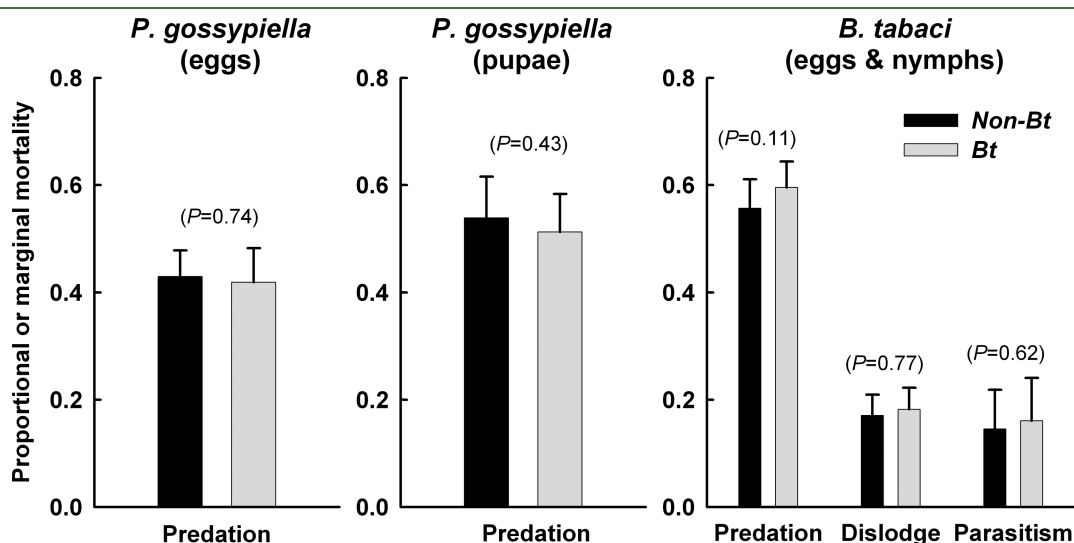 P. gossypiella
(eggs)
P. gossypiella
(pupae)
B. tabaci
(eggs & nymphs)
Proportional or marginal mortality
0.8
0.6
0.4
0.2
0.0
(P=0.74)
Predation
0.8
0.6
0.4
0.2
0.0
(P=0.43)
Predation
0.8
0.6
0.4
0.2
0.0
Non-Bt
Bt
(P=0.11)
(P=0.77)
(P=0.62)
Predation Dislodge Parasitism